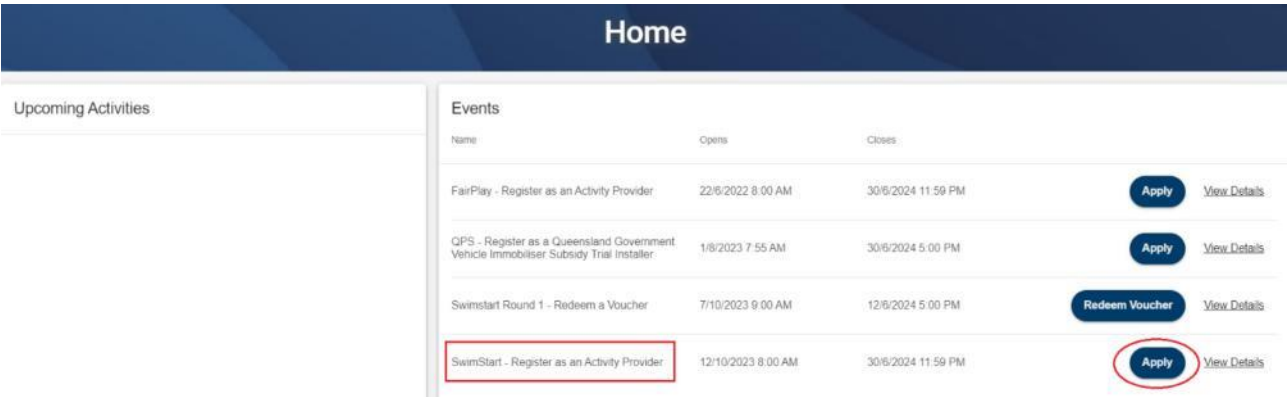 Home
Upcoming Activities
Events
Name Opens Closes
FairPlay - Register as an Activity Provider 22/6/2022 8:00 AM 30/6/2024 11:59 PM Apply View Details
QPS - Register as a Queensland Government
Vehicle Immobiliser Subsidy Trial Installer 1/8/2023 7:55 AM 30/6/2024 5:00 PM Apply View Details
Swimstart Round 1 - Redeem a Voucher 7/10/2023 9:00 AM 12/6/2024 5:00 PM Redeem Voucher View Details
SwimStart - Register as an Activity Provider 12/10/2023 8:00 AM 30/6/2024 11:59 PM Apply View Details